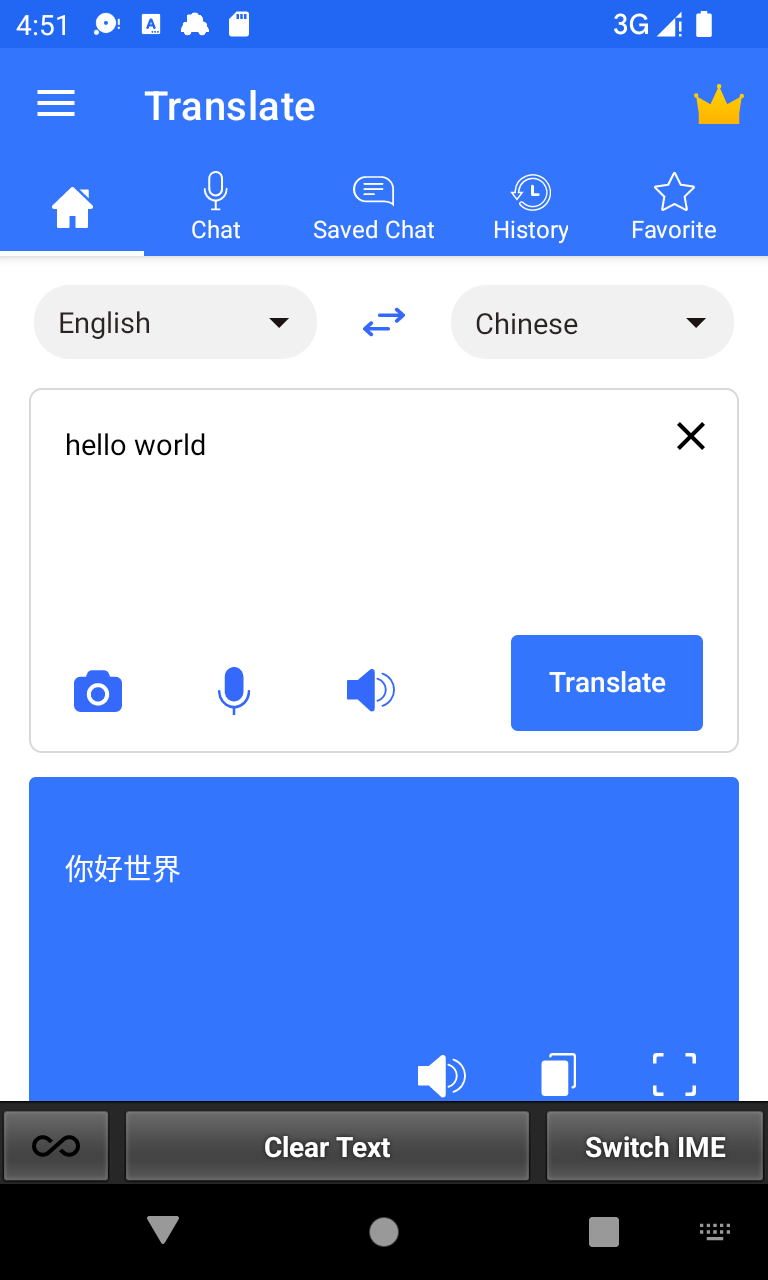 4:51
3G
Translate
Chat
Saved Chat
History
Favorite
English
Chinese
hello world
Translate
你好世界
Clear Text
Switch IME